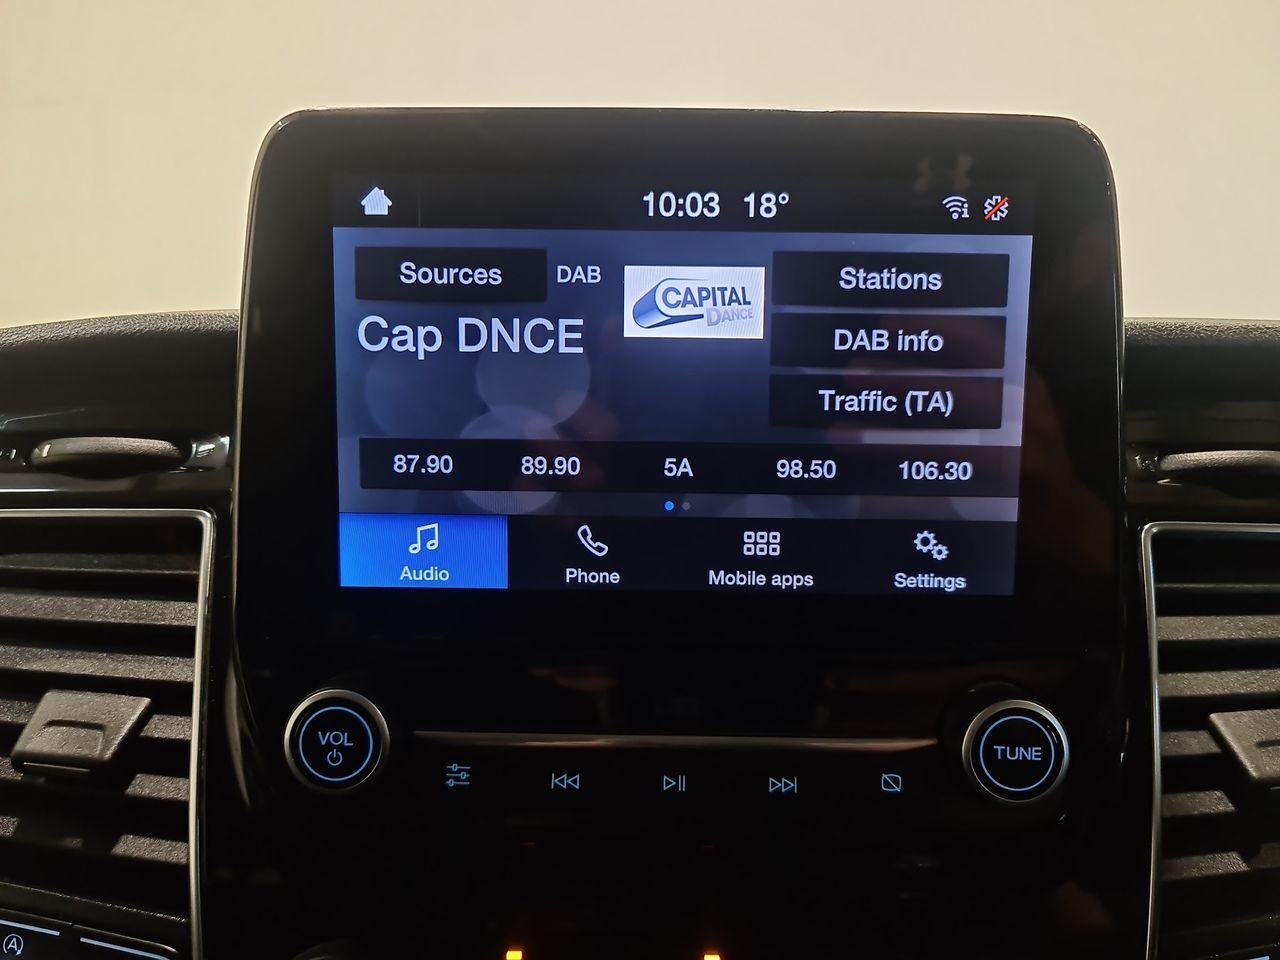 10:03 18°
Sources DAB
CAPITAL
DANCE
Stations
Cap DNCE
DAB info
Traffic (TA)
87.90 89.90 5A 98.50 106.30
Audio Phone Mobile apps Settings
VOL
TUNE
A